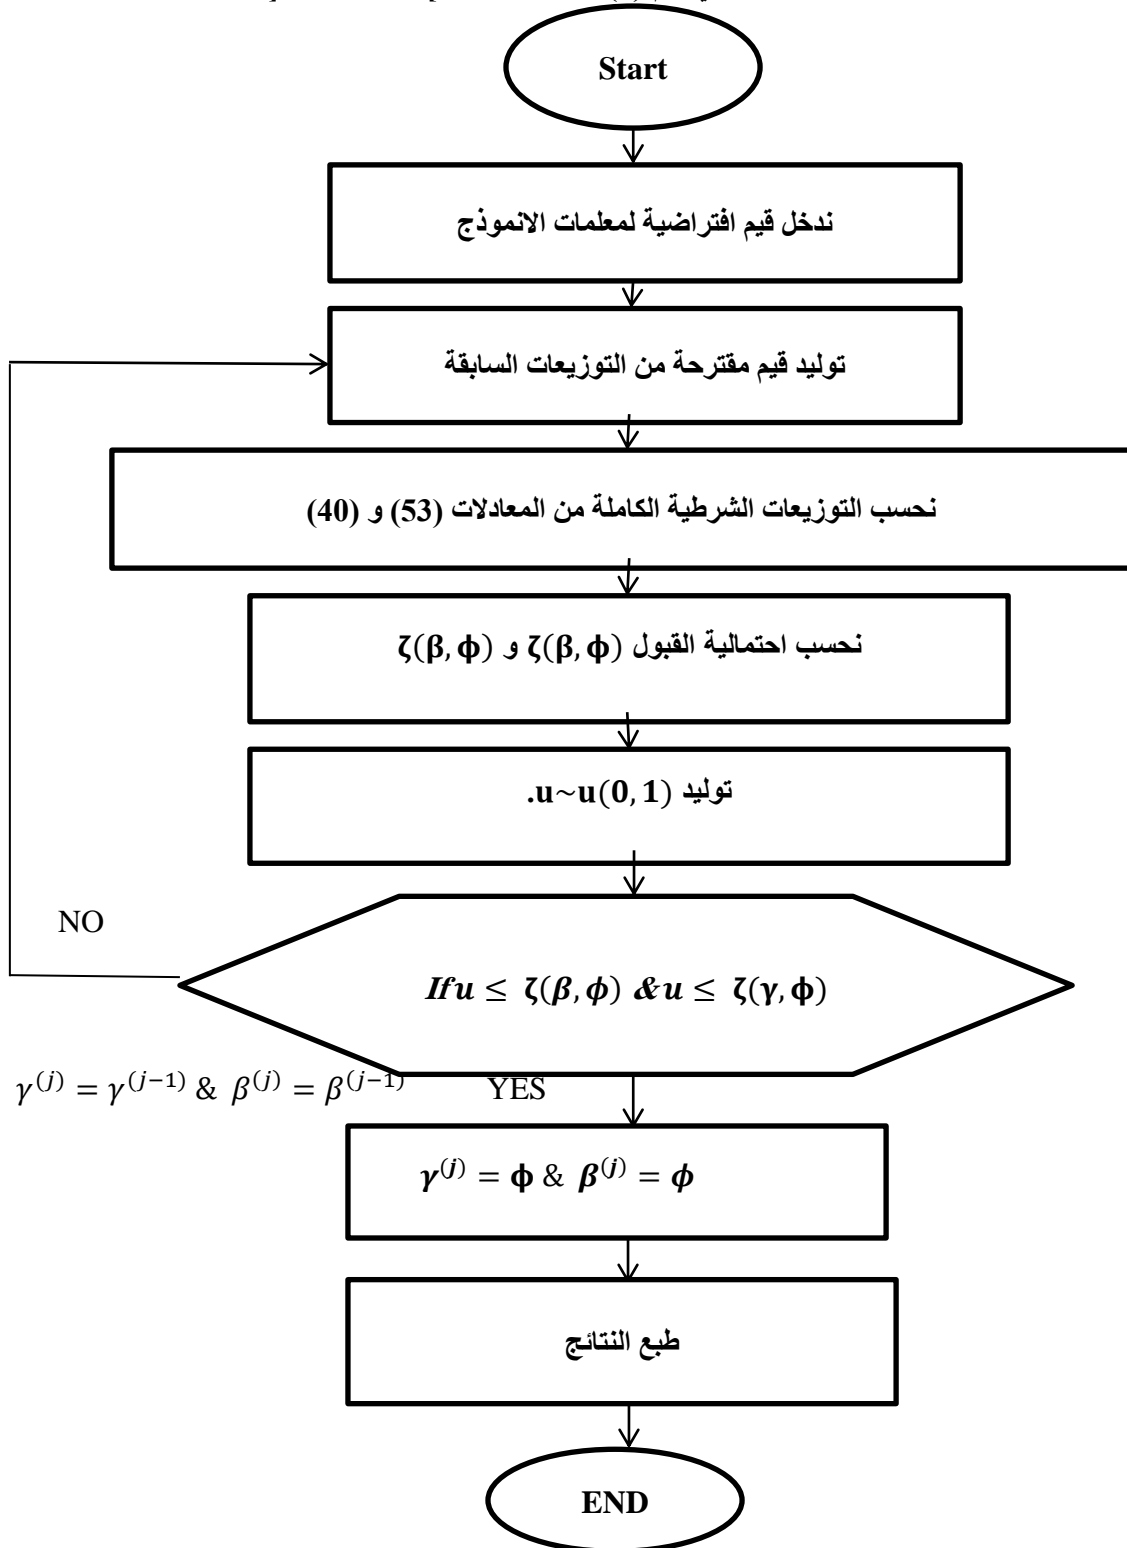 Start
ندخل قيم افتراضية لمعلمات الانموذج
توليد قيم مقترحة من التوزيعات السابقة
نحسب التوزيعات الشرطية الكاملة من المعادلات (53) و (40)
نحسب احتمالية القبول ζ(β,ϕ) و ζ(β,ϕ)
توليد u~u(0,1).
NO
If u ≤ ζ(β,ϕ) & u ≤ ζ(γ,ϕ)
γ^(j) = γ^(j−1) & β^(j) = β^(j−1)
YES
γ^(j) = ϕ & β^(j) = ϕ
طبع النتائج
END